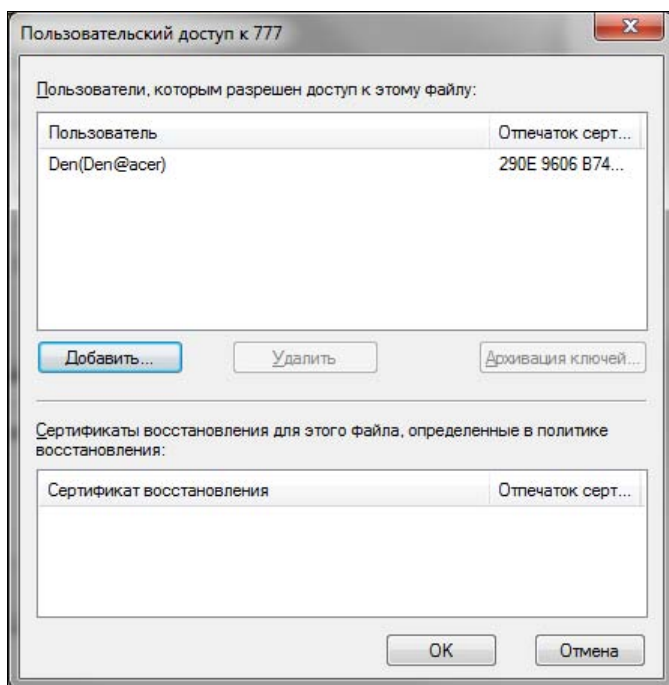 Пользовательский доступ к 777
Пользователи, которым разрешен доступ к этому файлу:
Пользователь Отпечаток серт...
Den(Den@acer) 290E 9606 B74...
Добавить... Удалить Архивация ключей...
Сертификаты восстановления для этого файла, определенные в политике
восстановления:
Сертификат восстановления Отпечаток серт...
OK Отмена